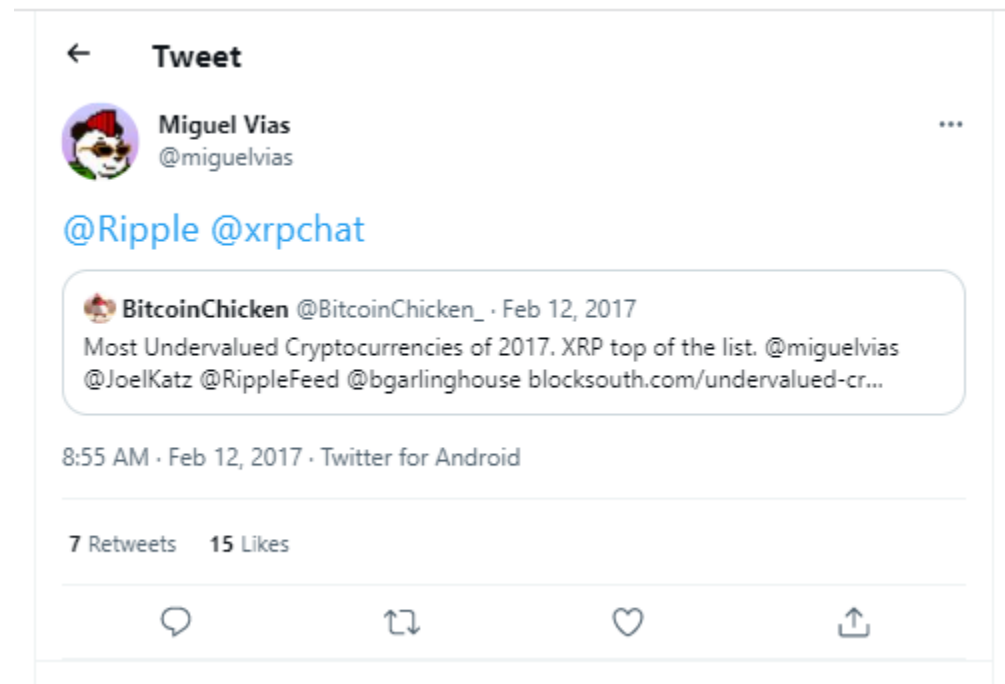 Tweet
Miguel Vias
@miguelvias
@Ripple @xrpchat
BitcoinChicken @BitcoinChicken_ · Feb 12, 2017
Most Undervalued Cryptocurrencies of 2017. XRP top of the list. @miguelvias
@JoelKatz @RippleFeed @bgarlinghouse blocksouth.com/undervalued-cr...
8:55 AM · Feb 12, 2017 · Twitter for Android
7 Retweets 15 Likes